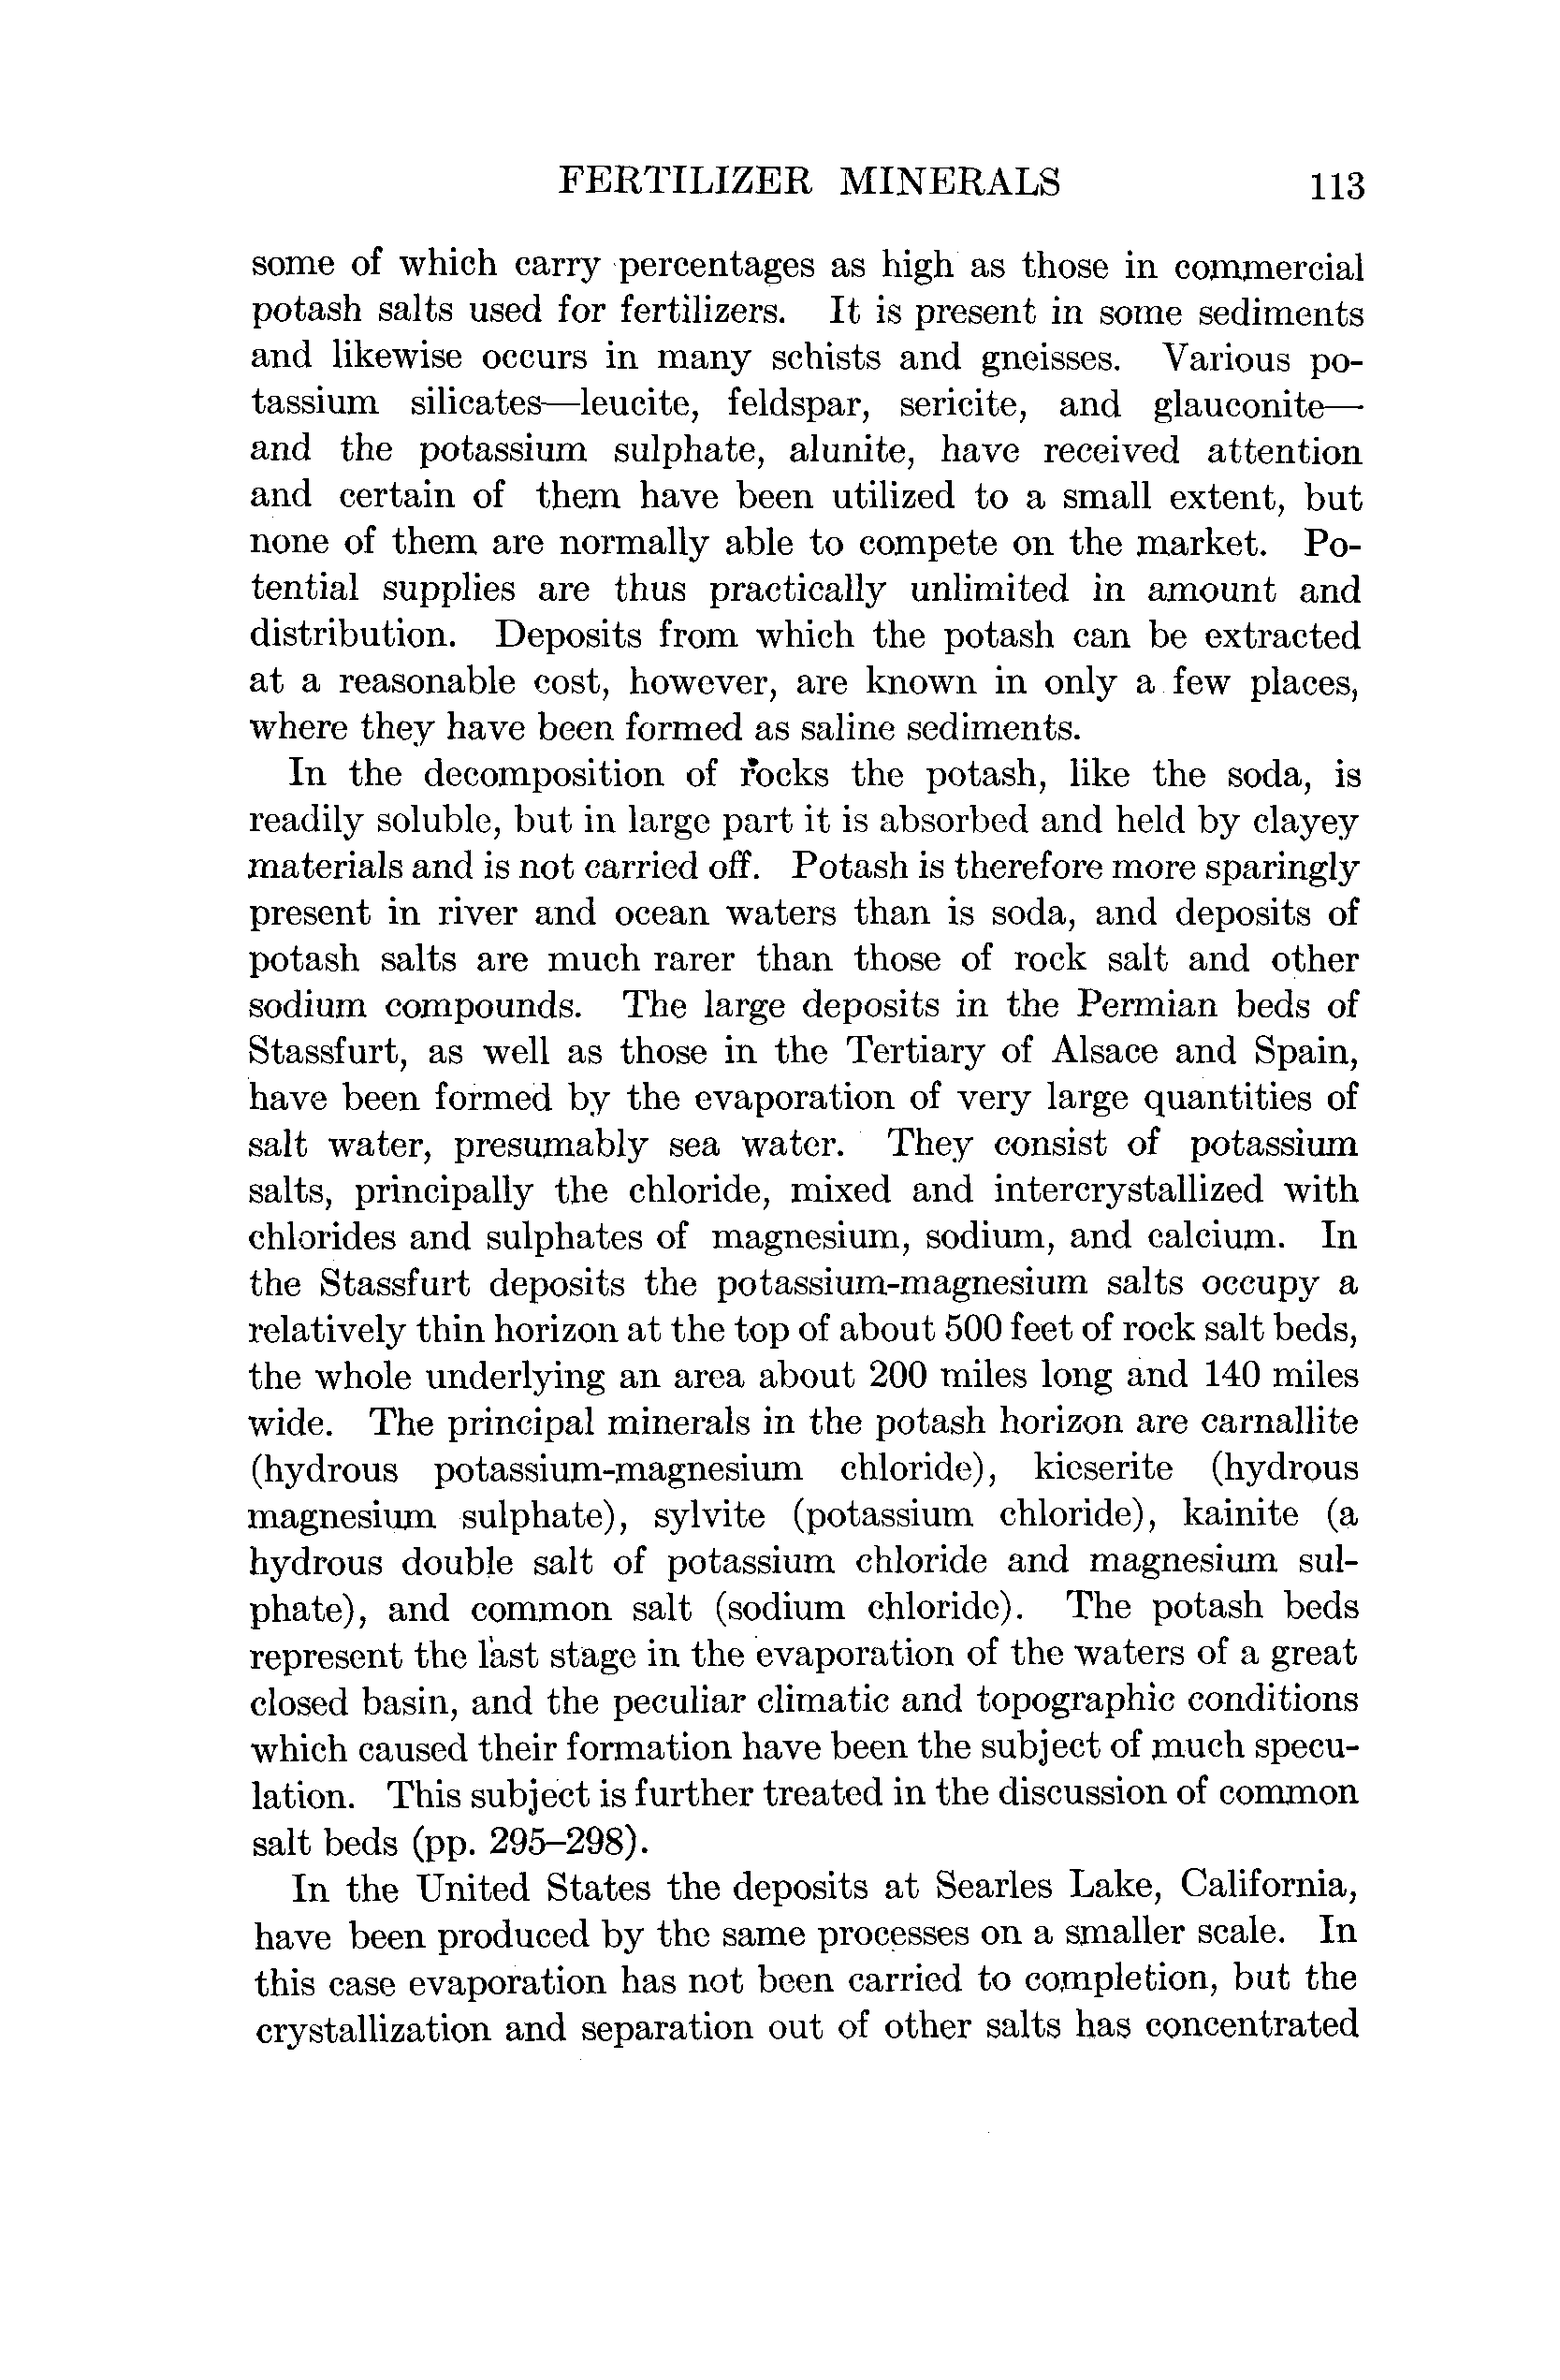 FERTILIZER MINERALS 113
some of which carry percentages as high as those in commercial
potash salts used for fertilizers. It is present in some sediments
and likewise occurs in many schists and gneisses. Various po-
tassium silicates—leucite, feldspar, sericite, and glauconite—
and the potassium sulphate, alunite, have received attention
and certain of them have been utilized to a small extent, but
none of them are normally able to compete on the market. Po-
tential supplies are thus practically unlimited in amount and
distribution. Deposits from which the potash can be extracted
at a reasonable cost, however, are known in only a few places,
where they have been formed as saline sediments.
In the decomposition of rocks the potash, like the soda, is
readily soluble, but in large part it is absorbed and held by clayey
materials and is not carried off. Potash is therefore more sparingly
present in river and ocean waters than is soda, and deposits of
potash salts are much rarer than those of rock salt and other
sodium compounds. The large deposits in the Permian beds of
Stassfurt, as well as those in the Tertiary of Alsace and Spain,
have been formed by the evaporation of very large quantities of
salt water, presumably sea water. They consist of potassium
salts, principally the chloride, mixed and intercrystallized with
chlorides and sulphates of magnesium, sodium, and calcium. In
the Stassfurt deposits the potassium-magnesium salts occupy a
relatively thin horizon at the top of about 500 feet of rock salt beds,
the whole underlying an area about 200 miles long and 140 miles
wide. The principal minerals in the potash horizon are carnallite
(hydrous potassium-magnesium chloride), kieserite (hydrous
magnesium sulphate), sylvite (potassium chloride), kainite (a
hydrous double salt of potassium chloride and magnesium sul-
phate), and common salt (sodium chloride). The potash beds
represent the last stage in the evaporation of the waters of a great
closed basin, and the peculiar climatic and topographic conditions
which caused their formation have been the subject of much specu-
lation. This subject is further treated in the discussion of common
salt beds (pp. 295–298).
In the United States the deposits at Searles Lake, California,
have been produced by the same processes on a smaller scale. In
this case evaporation has not been carried to completion, but the
crystallization and separation out of other salts has concentrated